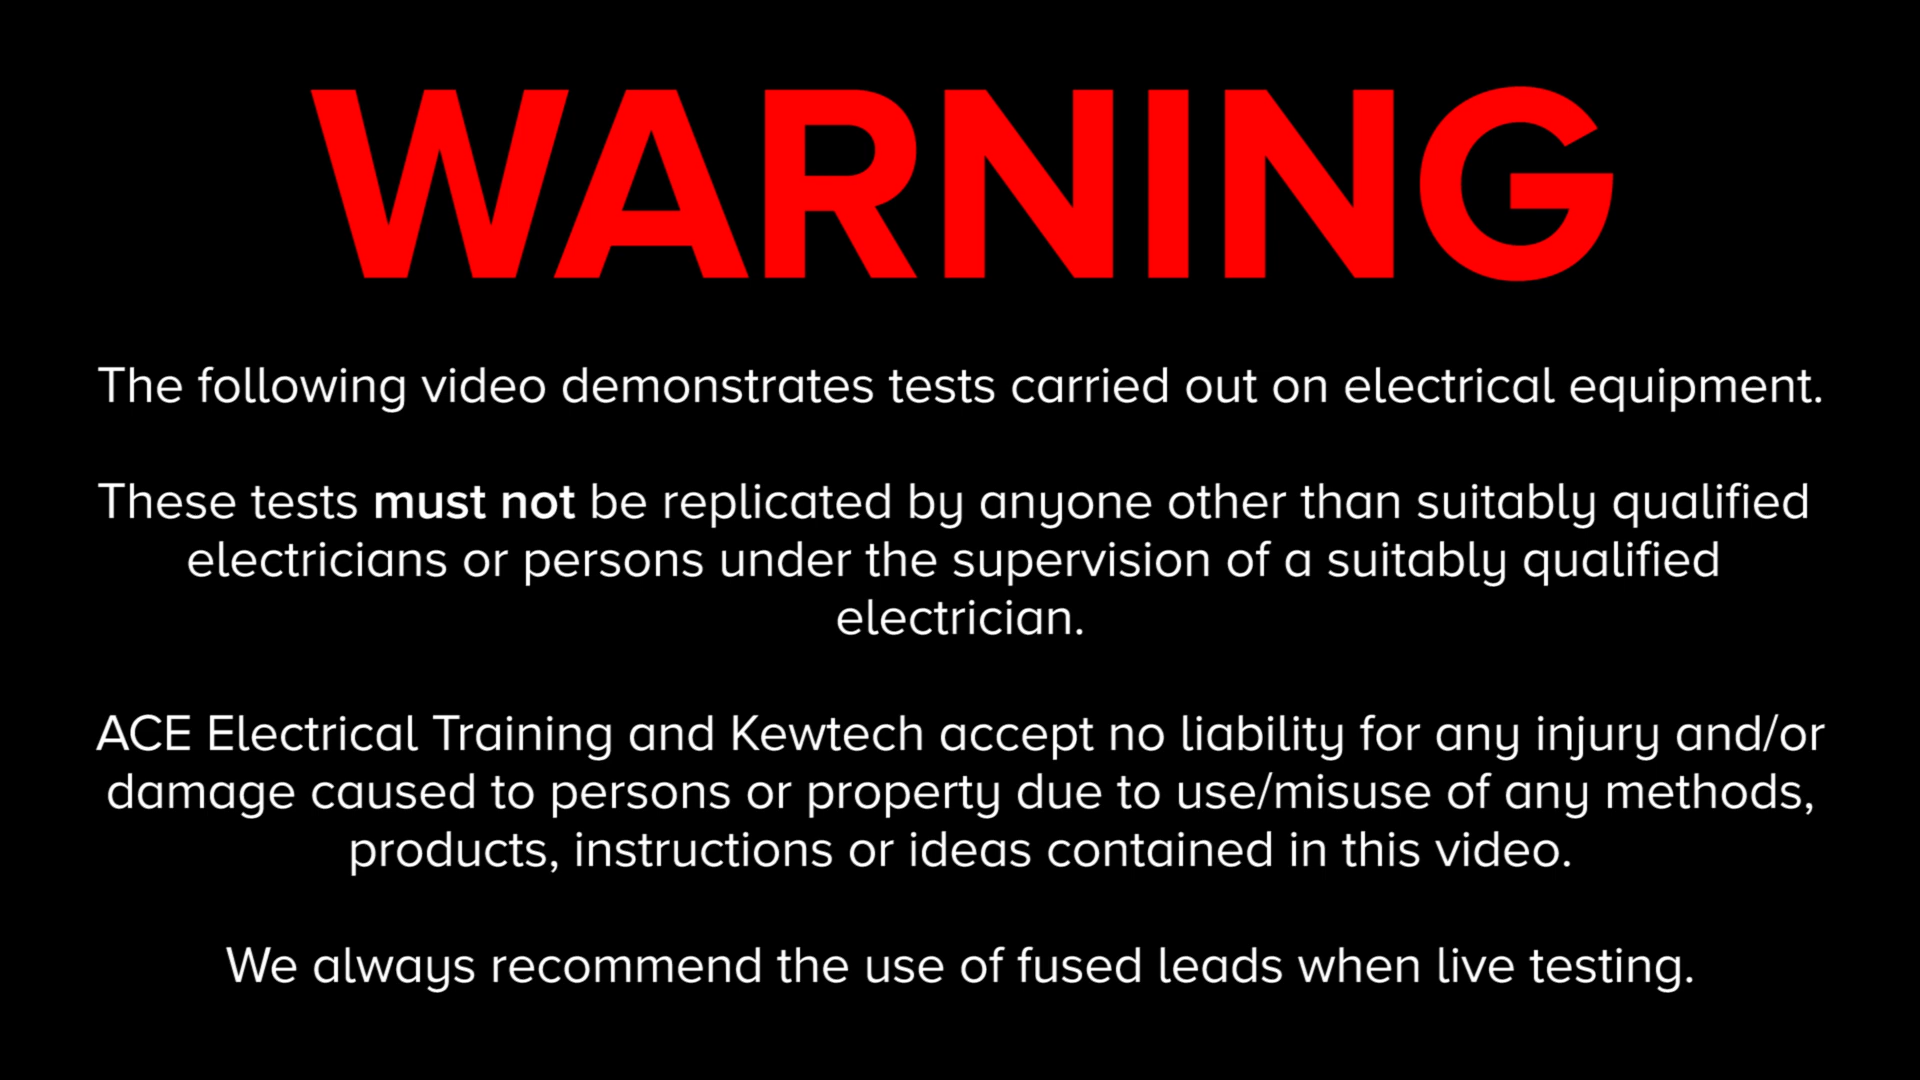 WARNING
The following video demonstrates tests carried out on electrical equipment.
These tests must not be replicated by anyone other than suitably qualified
electricians or persons under the supervision of a suitably qualified
electrician.
ACE Electrical Training and Kewtech accept no liability for any injury and/or
damage caused to persons or property due to use/misuse of any methods,
products, instructions or ideas contained in this video.
We always recommend the use of fused leads when live testing.